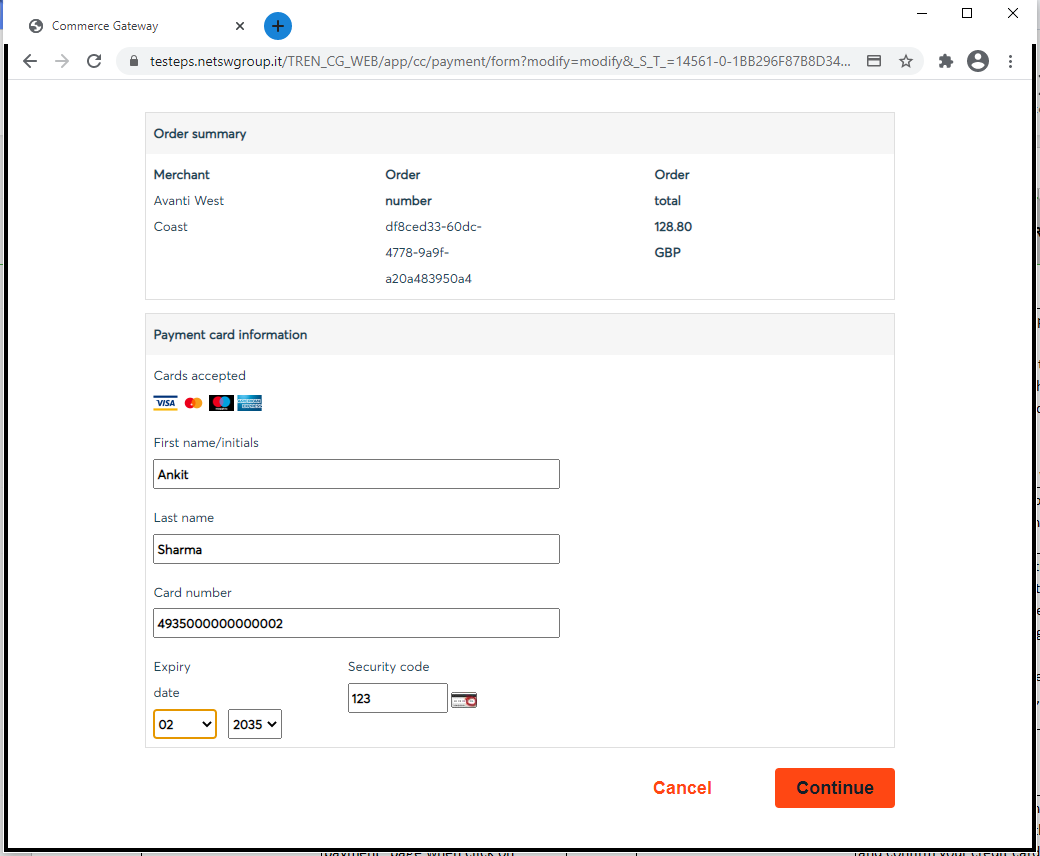 Commerce Gateway
testeps.netswgroup.it/TREN_CG_WEB/app/cc/payment/form?modify=modify&_S_T_=14561-0-1BB296F87B8D34...
Order summary
Merchant
Avanti West
Coast
Order
number
df8ced33-60dc-
4778-9a9f-
a20a483950a4
Order
total
128.80
GBP
Payment card information
Cards accepted
VISA
First name/initials
Ankit
Last name
Sharma
Card number
4935000000000002
Expiry
date
Security code
123
02
2035
Cancel
Continue